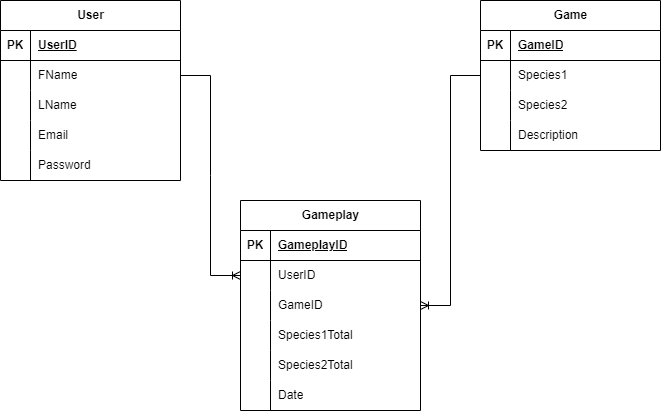 User
PK UserID
FName
LName
Email
Password
Game
PK GameID
Species1
Species2
Description
Gameplay
PK GameplayID
UserID
GameID
Species1Total
Species2Total
Date